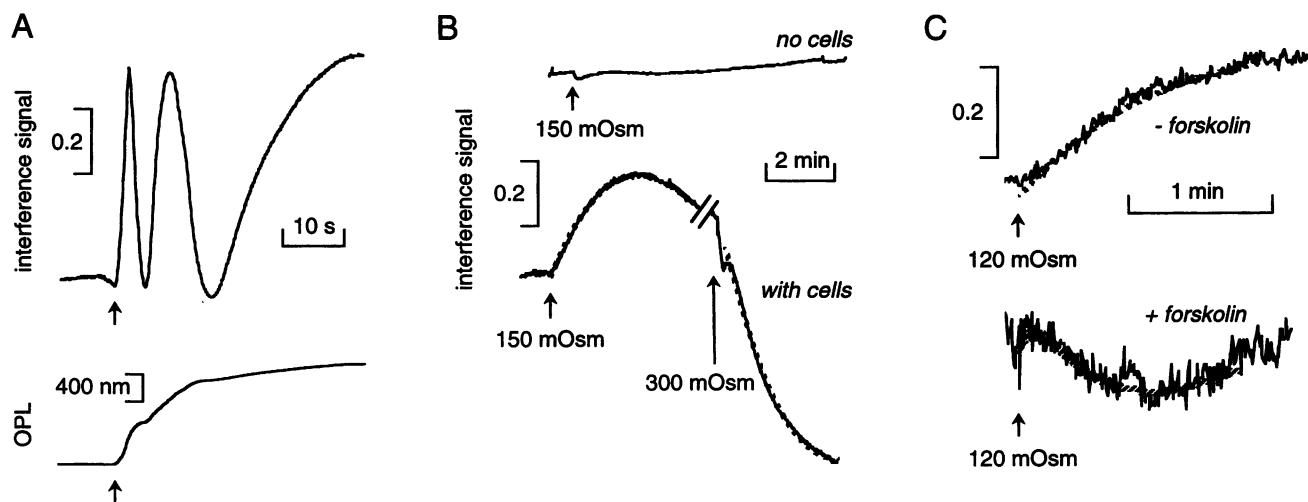 A
interference signal
0.2
10 s
OPL
400 nm
B
interference signal
no cells
150 mOsm
2 min
0.2
with cells
150 mOsm
300 mOsm
C
0.2
- forskolin
1 min
120 mOsm
+ forskolin
120 mOsm